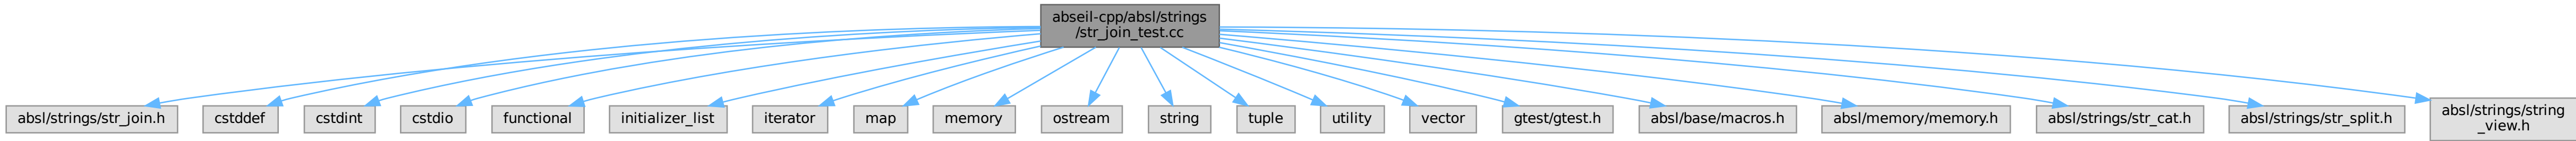 abseil-cpp/absl/strings
/str_join_test.cc
absl/strings/str_join.h
cstddef
cstdint
cstdio
functional
initializer_list
iterator
map
memory
ostream
string
tuple
utility
vector
gtest/gtest.h
absl/base/macros.h
absl/memory/memory.h
absl/strings/str_cat.h
absl/strings/str_split.h
absl/strings/string
_view.h